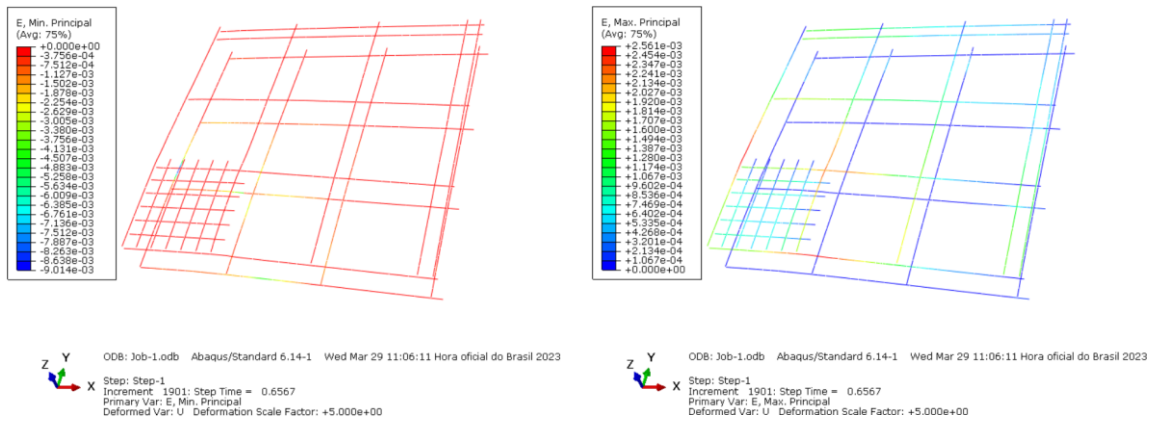 E, Min. Principal
(Avg: 75%)
+0.000e+00
-3.756e-04
-7.512e-04
-1.127e-03
-1.502e-03
-1.878e-03
-2.254e-03
-2.629e-03
-3.005e-03
-3.380e-03
-3.756e-03
-4.131e-03
-4.507e-03
-4.883e-03
-5.258e-03
-5.634e-03
-6.009e-03
-6.385e-03
-6.761e-03
-7.136e-03
-7.512e-03
-7.887e-03
-8.263e-03
-8.638e-03
-9.014e-03
Z Y X
ODB: Job-1.odb Abaqus/Standard 6.14-1 Wed Mar 29 11:06:11 Hora oficial do Brasil 2023
Step: Step-1
Increment 1901: Step Time = 0.6567
Primary Var: E, Min. Principal
Deformed Var: U Deformation Scale Factor: +5.000e+00
E, Max. Principal
(Avg: 75%)
+2.561e-03
+2.454e-03
+2.347e-03
+2.241e-03
+2.134e-03
+2.027e-03
+1.920e-03
+1.814e-03
+1.707e-03
+1.600e-03
+1.494e-03
+1.387e-03
+1.280e-03
+1.174e-03
+1.067e-03
+9.602e-04
+8.536e-04
+7.469e-04
+6.402e-04
+5.335e-04
+4.268e-04
+3.201e-04
+2.134e-04
+1.067e-04
+0.000e+00
Z Y X
ODB: Job-1.odb Abaqus/Standard 6.14-1 Wed Mar 29 11:06:11 Hora oficial do Brasil 2023
Step: Step-1
Increment 1901: Step Time = 0.6567
Primary Var: E, Max. Principal
Deformed Var: U Deformation Scale Factor: +5.000e+00